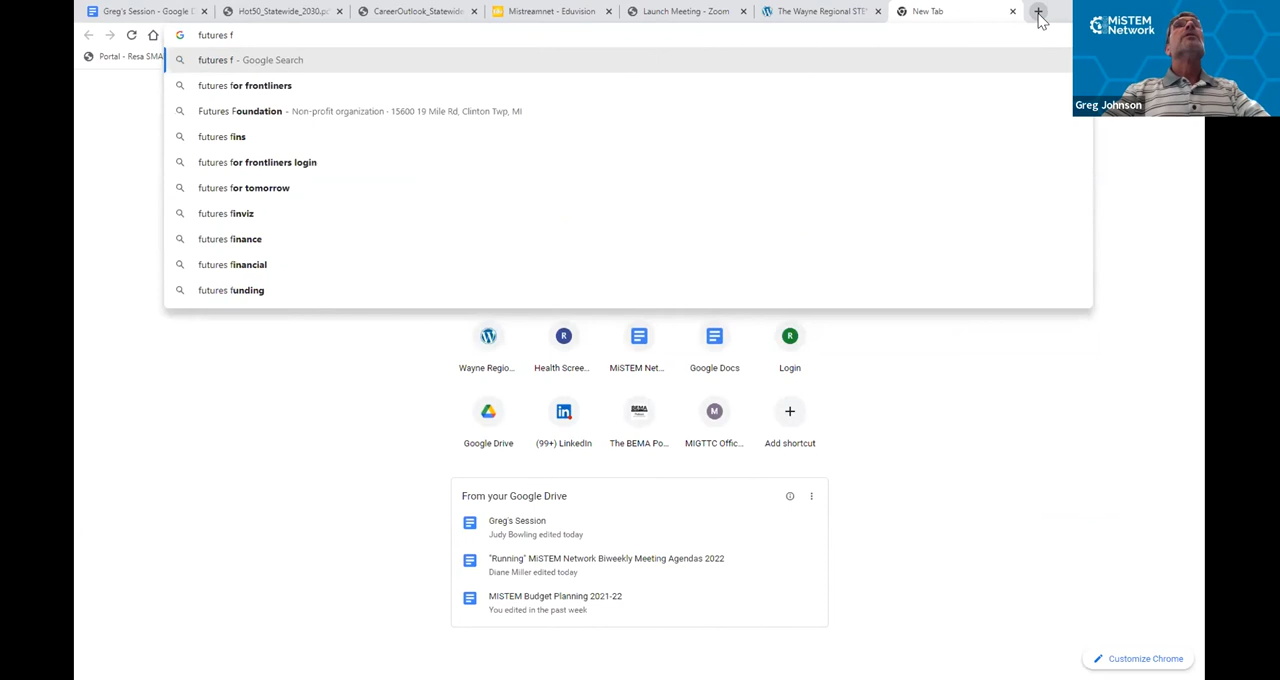 Greg's Session - Google D
Hot50_Statewide_2030.pd
CareerOutlook_Statewide
Mistreamnet - Eduvision
Launch Meeting - Zoom
The Wayne Regional STE
New Tab
MiSTEM
Network
Greg Johnson
Portal - Resa SMA
futures f
futures f - Google Search
futures for frontliners
Futures Foundation - Non-profit organization - 15600 19 Mile Rd, Clinton Twp, MI
futures fins
futures for frontliners login
futures for tomorrow
futures finviz
futures finance
futures financial
futures funding
Wayne Regio...
Health Scree...
MiSTEM Net...
Google Docs
Login
Google Drive
(99+) LinkedIn
The BEMA Po...
MIGTTC Offic...
Add shortcut
From your Google Drive
Greg's Session
Judy Bowling edited today
"Running" MiSTEM Network Biweekly Meeting Agendas 2022
Diane Miller edited today
MISTEM Budget Planning 2021-22
You edited in the past week
Customize Chrome